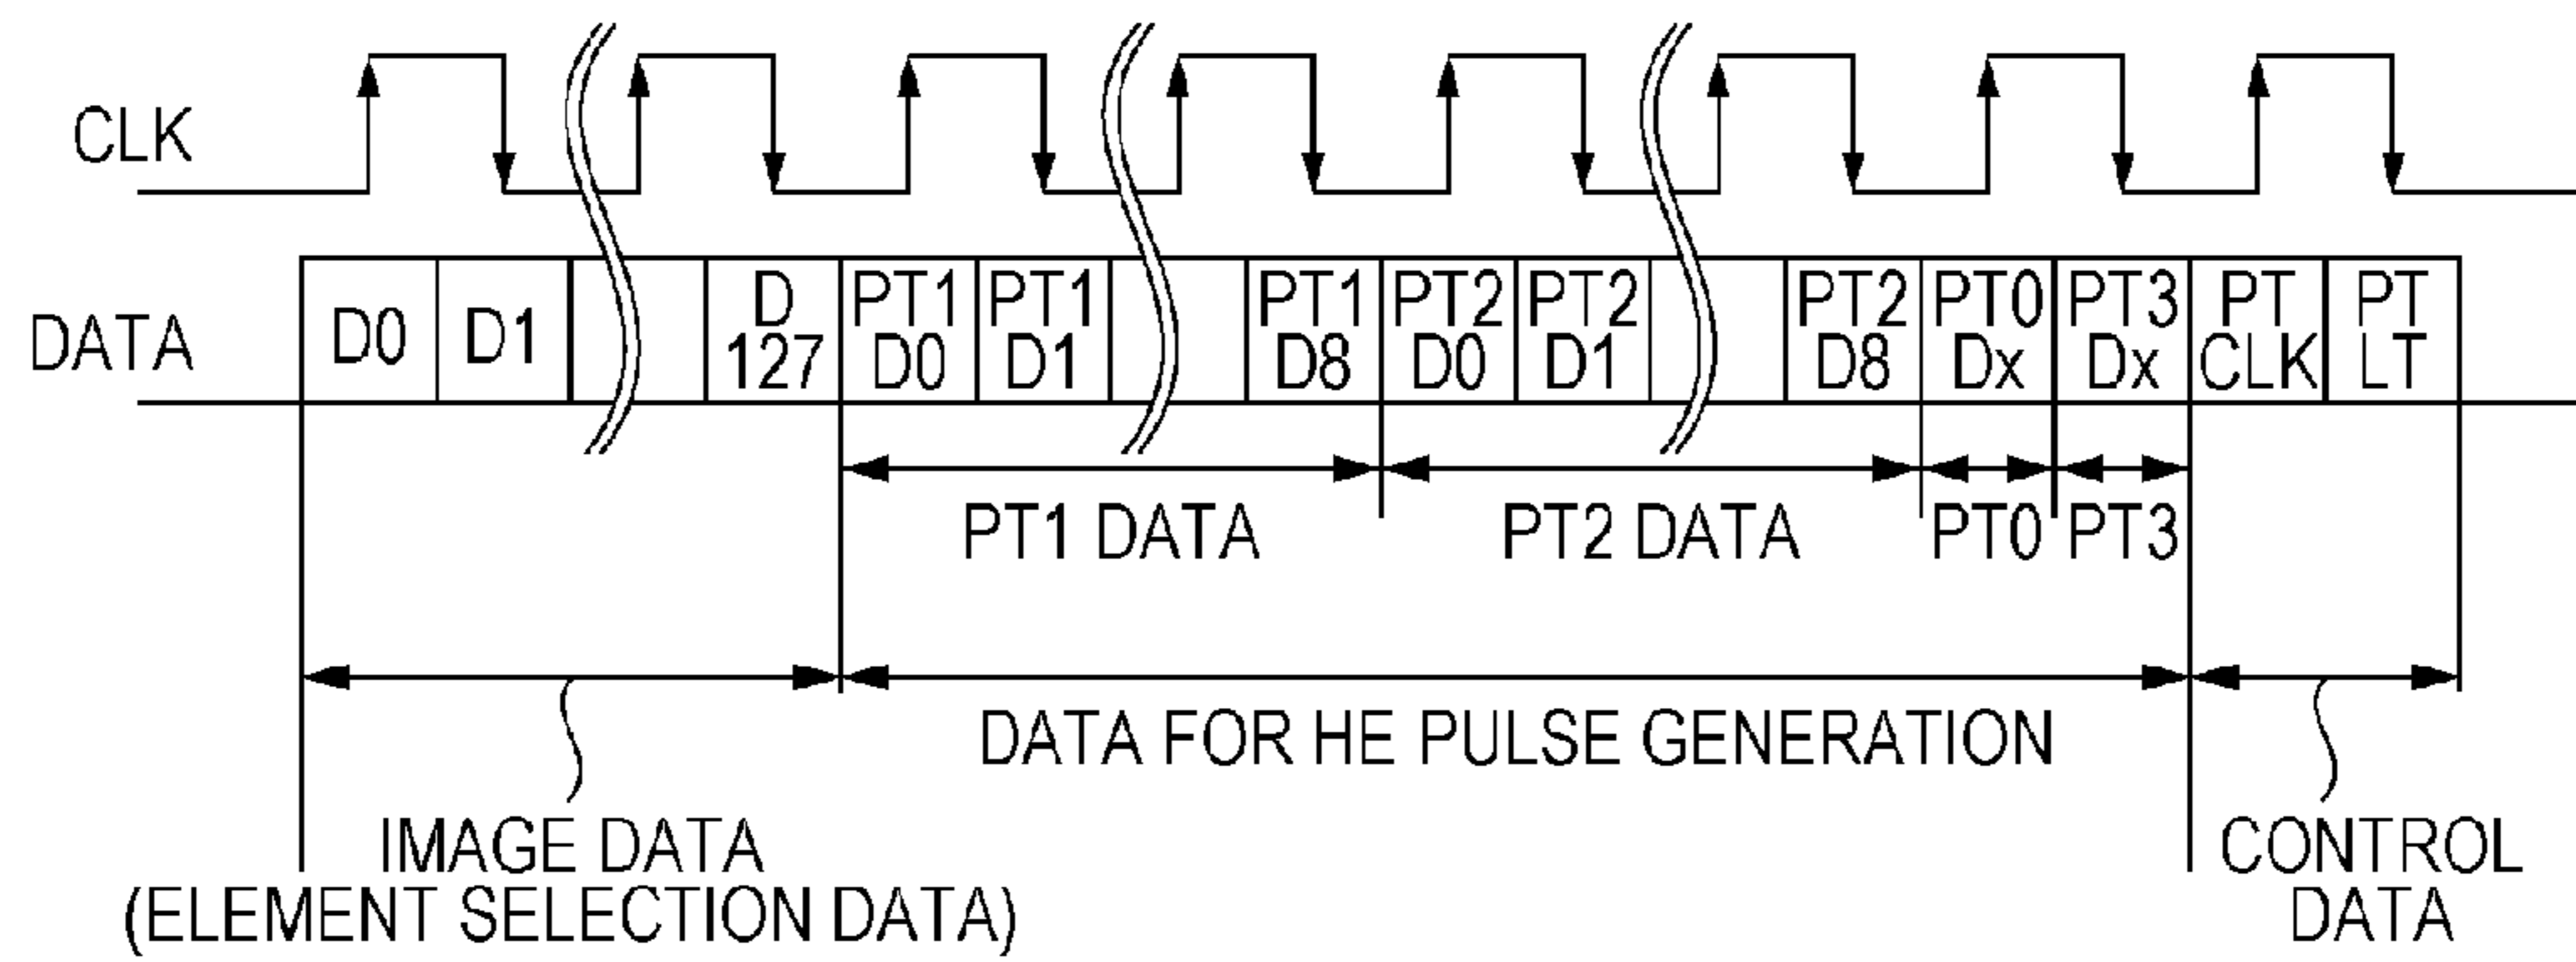 CLK
DATA
D0
D1
D
127
PT1
D0
PT1
D1
PT1
D8
PT2
D0
PT2
D1
PT2
D8
PT0
Dx
PT3
Dx
PT
CLK
PT
LT
PT1 DATA
PT2 DATA
PT0
PT3
DATA FOR HE PULSE GENERATION
IMAGE DATA
(ELEMENT SELECTION DATA)
CONTROL
DATA